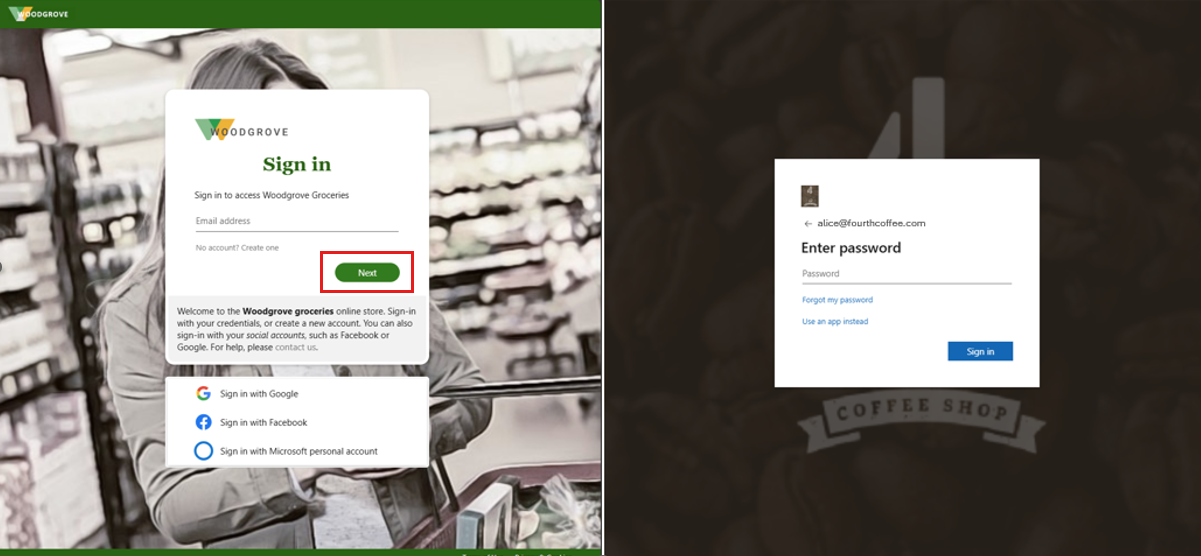 WOODGROVE
WOODGROVE
Sign in
Sign in to access Woodgrove Groceries
Email address
No account? Create one
Next
Welcome to the Woodgrove groceries online store. Sign-in
with your credentials, or create a new account. You can also
sign-in with your social accounts, such as Facebook or
Google. For help, please contact us.
Sign in with Google
Sign in with Facebook
Sign in with Microsoft personal account
4
4
← alice@fourthcoffee.com
Enter password
Password
Forgot my password
Use an app instead
Sign in
COFFEE SHOP